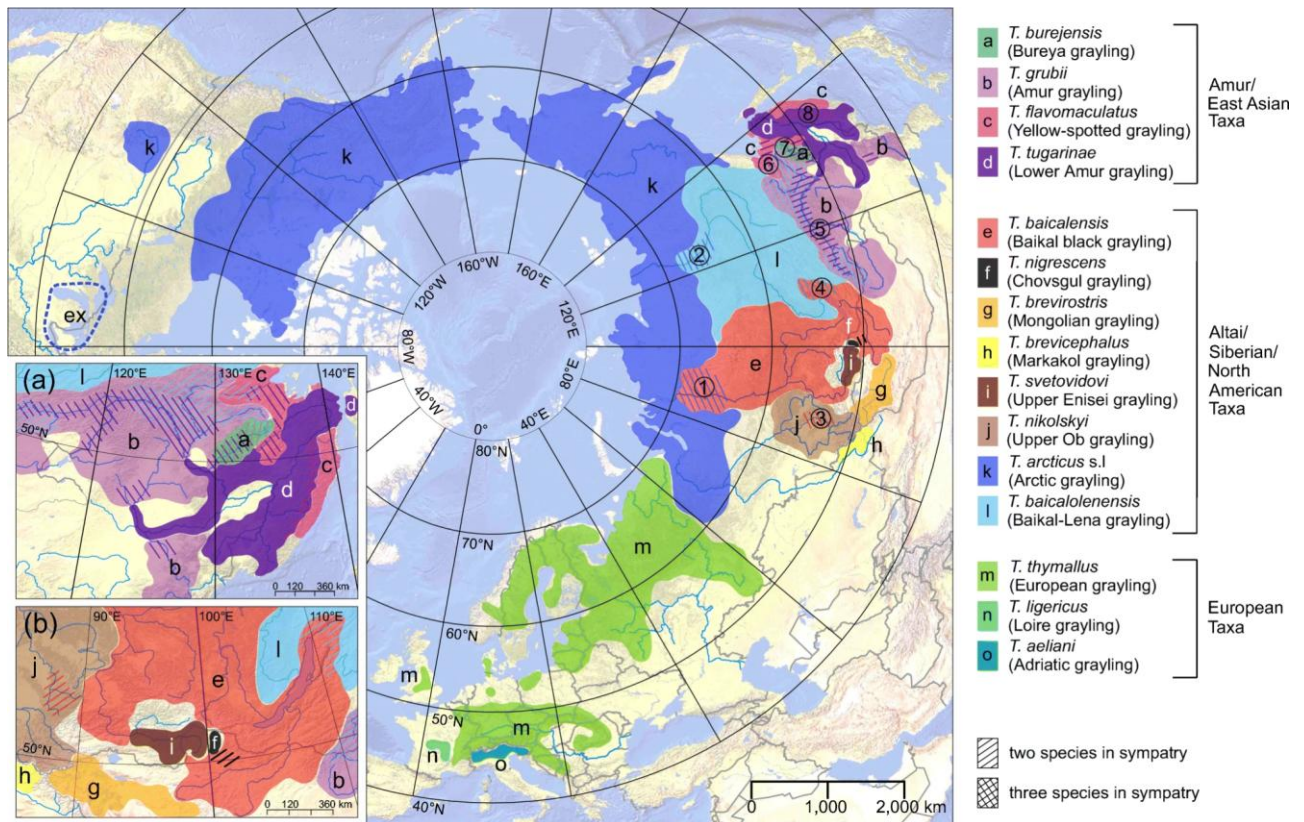 k
k
k
ex
160°W
160°E
120°W
120°E
80°W
80°E
40°W
40°E
0°
80°N
70°N
60°N
50°N
40°N
c
d
8
c
7
a
b
6
b
5
2
l
4
f
e
i
1
g
j
3
h
m
m
m
n
o
0 1,000 2,000 km
(a)
l
120°E
130°E
c
140°E
d
50°N
b
a
c
d
b
0 120 360 km
(b)
90°E
100°E
110°E
l
j
e
i
f
50°N
h
g
b
0 120 360 km
a T. burejensis
(Bureya grayling)
b T. grubii
(Amur grayling)
c T. flavomaculatus
(Yellow-spotted grayling)
d T. tugarinae
(Lower Amur grayling)
Amur/
East Asian
Taxa
e T. baicalensis
(Baikal black grayling)
f T. nigrescens
(Chovsgul grayling)
g T. brevirostris
(Mongolian grayling)
h T. brevicephalus
(Markakol grayling)
i T. svetovidovi
(Upper Enisei grayling)
j T. nikolskyi
(Upper Ob grayling)
k T. arcticus s.l
(Arctic grayling)
l T. baicalolenensis
(Baikal-Lena grayling)
Altai/
Siberian/
North
American
Taxa
m T. thymallus
(European grayling)
n T. ligericus
(Loire grayling)
o T. aeliani
(Adriatic grayling)
European
Taxa
two species in sympatry
three species in sympatry